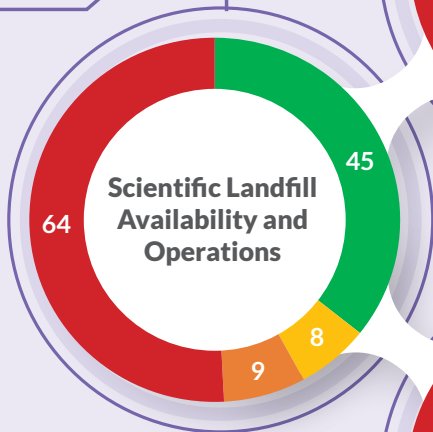 45
Scientific Landfill
Availability and
Operations
64
8
9